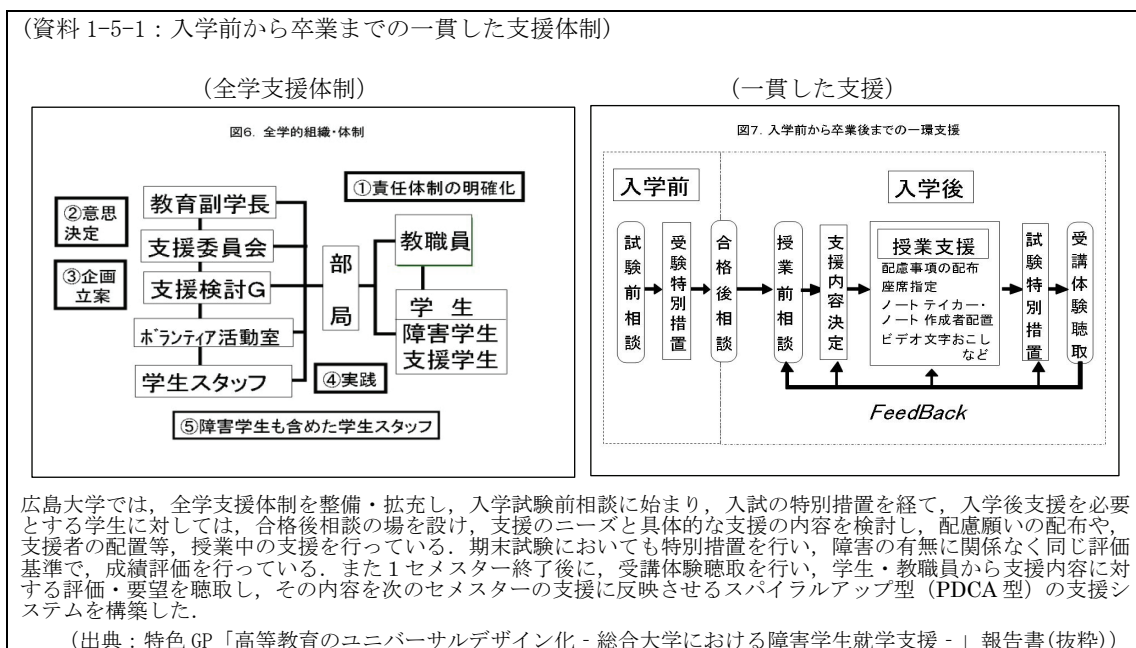 (資料 1-5-1：入学前から卒業までの一貫した支援体制)
(全学支援体制)
図6. 全学的組織・体制
①責任体制の明確化
②意思
決定
③企画
立案
教育副学長
支援委員会
支援検討G
ボランティア活動室
学生スタッフ
部局
教職員
学 生
障害学生
支援学生
④実践
⑤障害学生も含めた学生スタッフ
(一貫した支援)
図7. 入学前から卒業後までの一環支援
入学前
入学後
試験前相談
受験特別措置
合格後相談
授業前相談
支援内容決定
授業支援
配慮事項の配布
座席指定
ノートテイカー・
ノート作成者配置
ビデオ文字おこし
など
試験特別措置
受講体験聴取
FeedBack
広島大学では，全学支援体制を整備・拡充し，入学試験前相談に始まり，入試の特別措置を経て，入学後支援を必要
とする学生に対しては，合格後相談の場を設け，支援のニーズと具体的な支援の内容を検討し，配慮願いの配布や，
支援者の配置等，授業中の支援を行っている．期末試験においても特別措置を行い，障害の有無に関係なく同じ評価
基準で，成績評価を行っている．また１セメスター終了後に，受講体験聴取を行い，学生・教職員から支援内容に対
する評価・要望を聴取し，その内容を次のセメスターの支援に反映させるスパイラルアップ型（PDCA 型）の支援シ
ステムを構築した．
（出典：特色 GP「高等教育のユニバーサルデザイン化‐総合大学における障害学生就学支援‐」報告書(抜粋)）